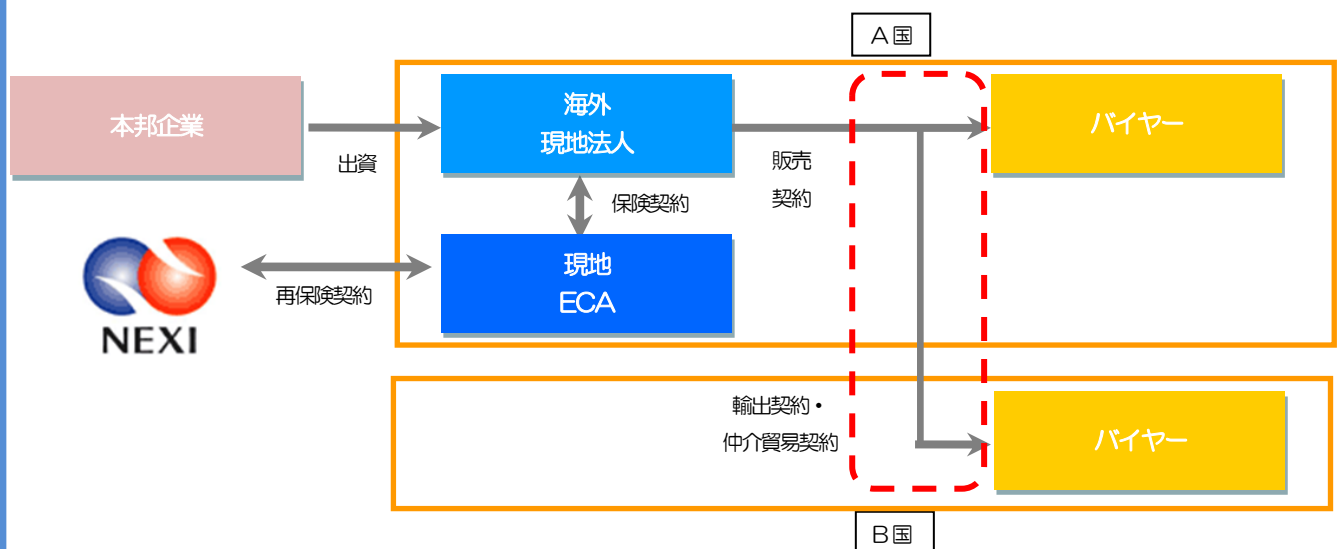 A国
本邦企業
海外
現地法人
バイヤー
出資
販売
契約
保険契約
現地
ECA
再保険契約
NEXI
輸出契約・
仲介貿易契約
バイヤー
B国